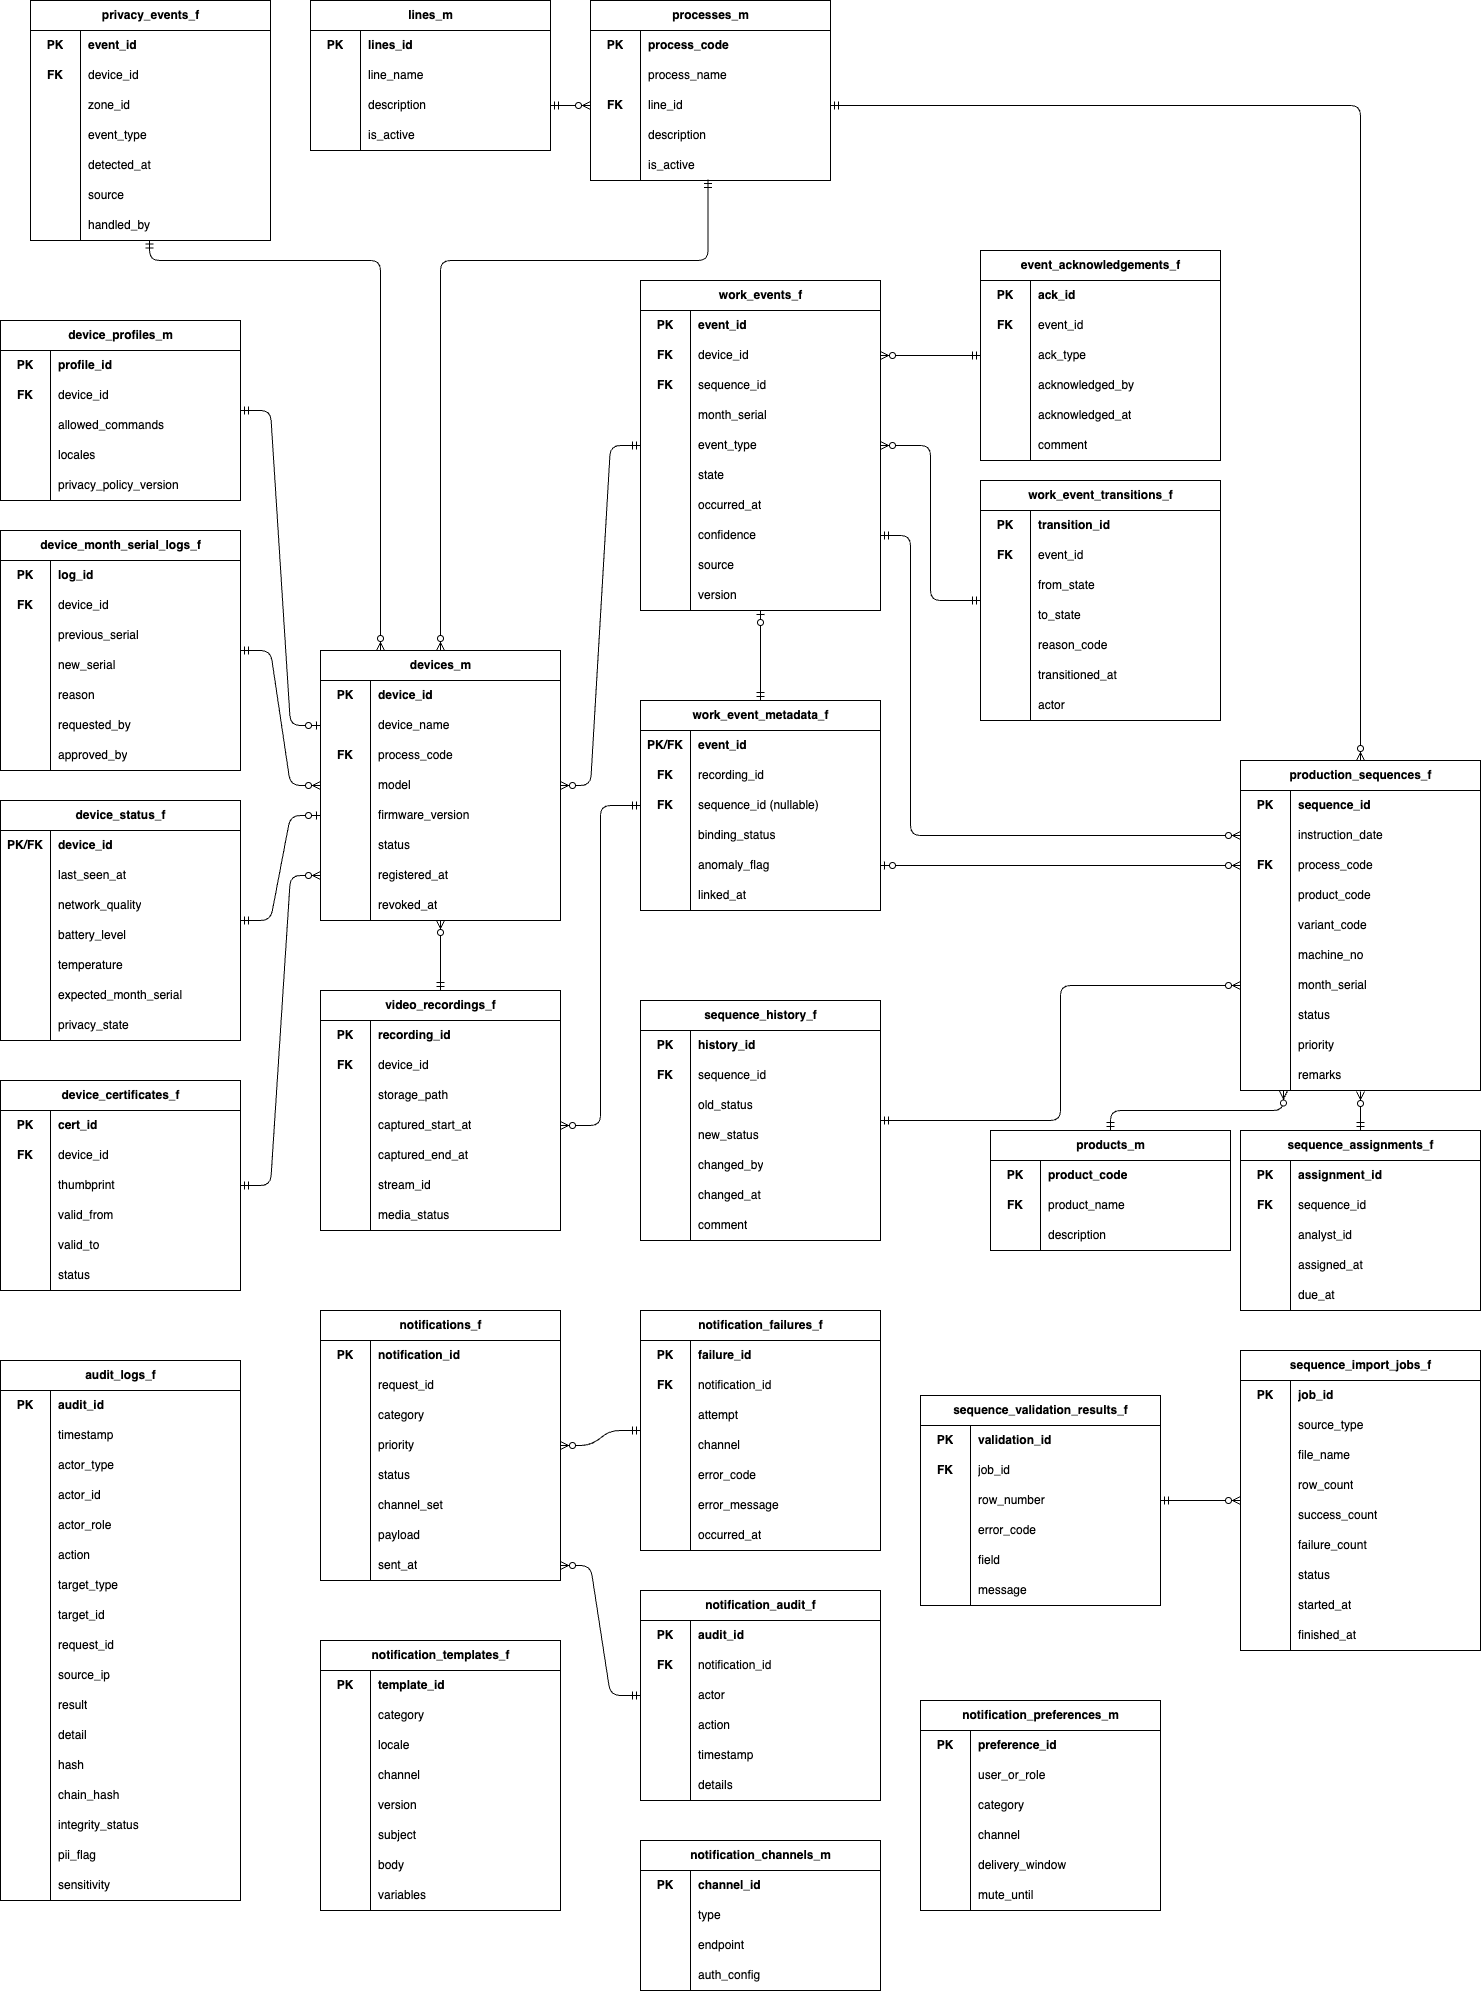 privacy_events_f
PK event_id
FK device_id
zone_id
event_type
detected_at
source
handled_by
lines_m
PK lines_id
line_name
description
is_active
processes_m
PK process_code
process_name
FK line_id
description
is_active
event_acknowledgements_f
PK ack_id
FK event_id
ack_type
acknowledged_by
acknowledged_at
comment
work_events_f
PK event_id
FK device_id
FK sequence_id
month_serial
event_type
state
occurred_at
confidence
source
version
device_profiles_m
PK profile_id
FK device_id
allowed_commands
locales
privacy_policy_version
work_event_transitions_f
PK transition_id
FK event_id
from_state
to_state
reason_code
transitioned_at
actor
device_month_serial_logs_f
PK log_id
FK device_id
previous_serial
new_serial
reason
requested_by
approved_by
devices_m
PK device_id
device_name
FK process_code
model
firmware_version
status
registered_at
revoked_at
work_event_metadata_f
PK/FK event_id
FK recording_id
FK sequence_id (nullable)
binding_status
anomaly_flag
linked_at
production_sequences_f
PK sequence_id
instruction_date
FK process_code
product_code
variant_code
machine_no
month_serial
status
priority
remarks
device_status_f
PK/FK device_id
last_seen_at
network_quality
battery_level
temperature
expected_month_serial
privacy_state
video_recordings_f
PK recording_id
FK device_id
storage_path
captured_start_at
captured_end_at
stream_id
media_status
sequence_history_f
PK history_id
FK sequence_id
old_status
new_status
changed_by
changed_at
comment
device_certificates_f
PK cert_id
FK device_id
thumbprint
valid_from
valid_to
status
products_m
PK product_code
FK product_name
description
sequence_assignments_f
PK assignment_id
FK sequence_id
analyst_id
assigned_at
due_at
notifications_f
PK notification_id
request_id
category
priority
status
channel_set
payload
sent_at
notification_failures_f
PK failure_id
FK notification_id
attempt
channel
error_code
error_message
occurred_at
audit_logs_f
PK audit_id
timestamp
actor_type
actor_id
actor_role
action
target_type
target_id
request_id
source_ip
result
detail
hash
chain_hash
integrity_status
pii_flag
sensitivity
sequence_validation_results_f
PK validation_id
FK job_id
row_number
error_code
field
message
sequence_import_jobs_f
PK job_id
source_type
file_name
row_count
success_count
failure_count
status
started_at
finished_at
notification_audit_f
PK audit_id
FK notification_id
actor
action
timestamp
details
notification_templates_f
PK template_id
category
locale
channel
version
subject
body
variables
notification_preferences_m
PK preference_id
user_or_role
category
channel
delivery_window
mute_until
notification_channels_m
PK channel_id
type
endpoint
auth_config